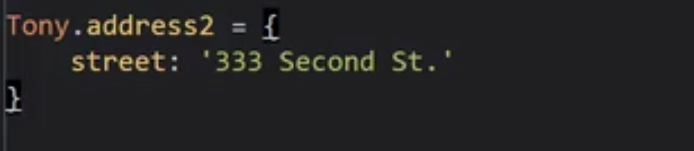 Tony.address2 = {
    street: '333 Second St.'
}